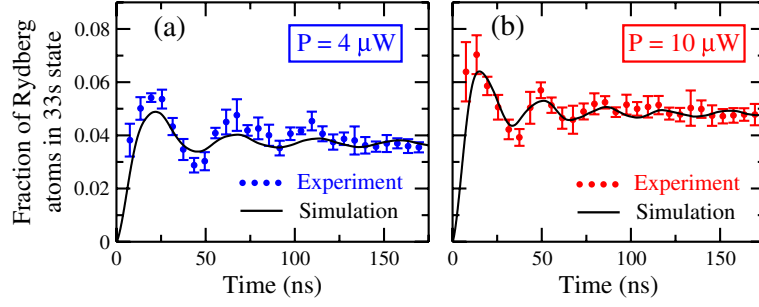 Fraction of Rydberg
atoms in 33s state
0.08
0.06
0.04
0.02
0
(a)
P = 4 μW
Experiment
Simulation
0 50 100 150
Time (ns)
(b)
P = 10 μW
Experiment
Simulation
0 50 100 150
Time (ns)